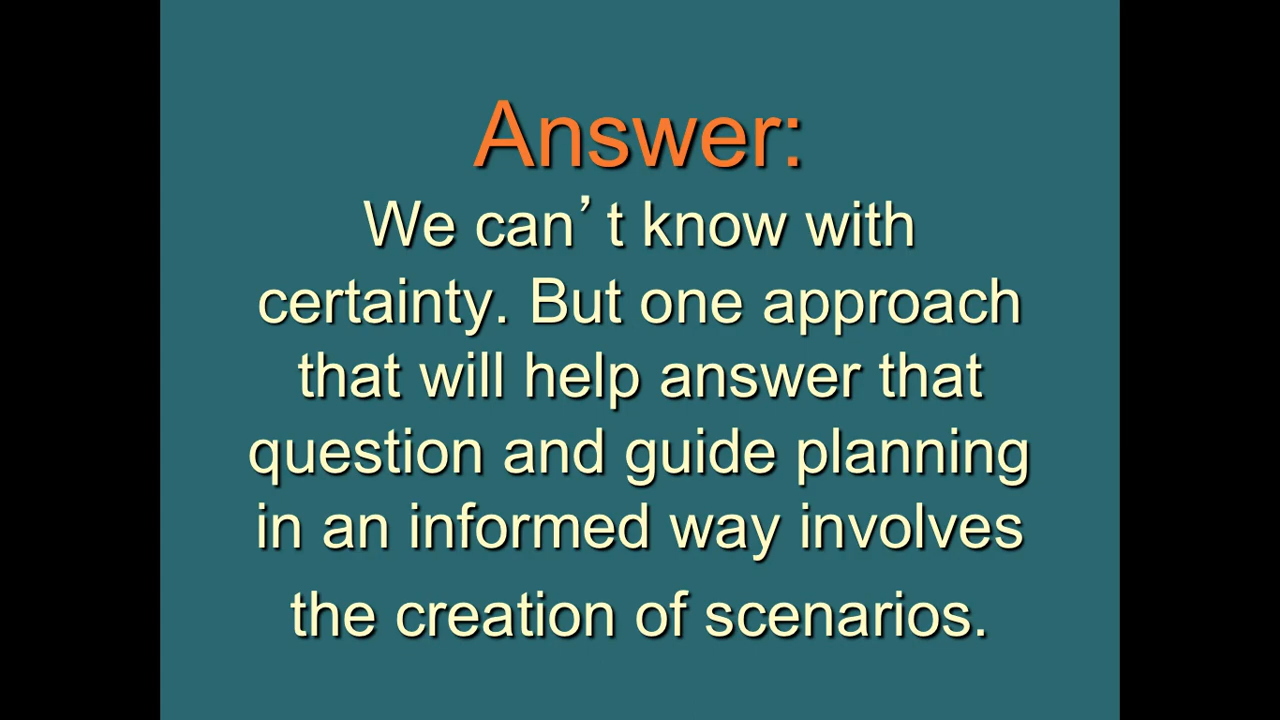 Answer:
We can’t know with
certainty. But one approach
that will help answer that
question and guide planning
in an informed way involves
the creation of scenarios.